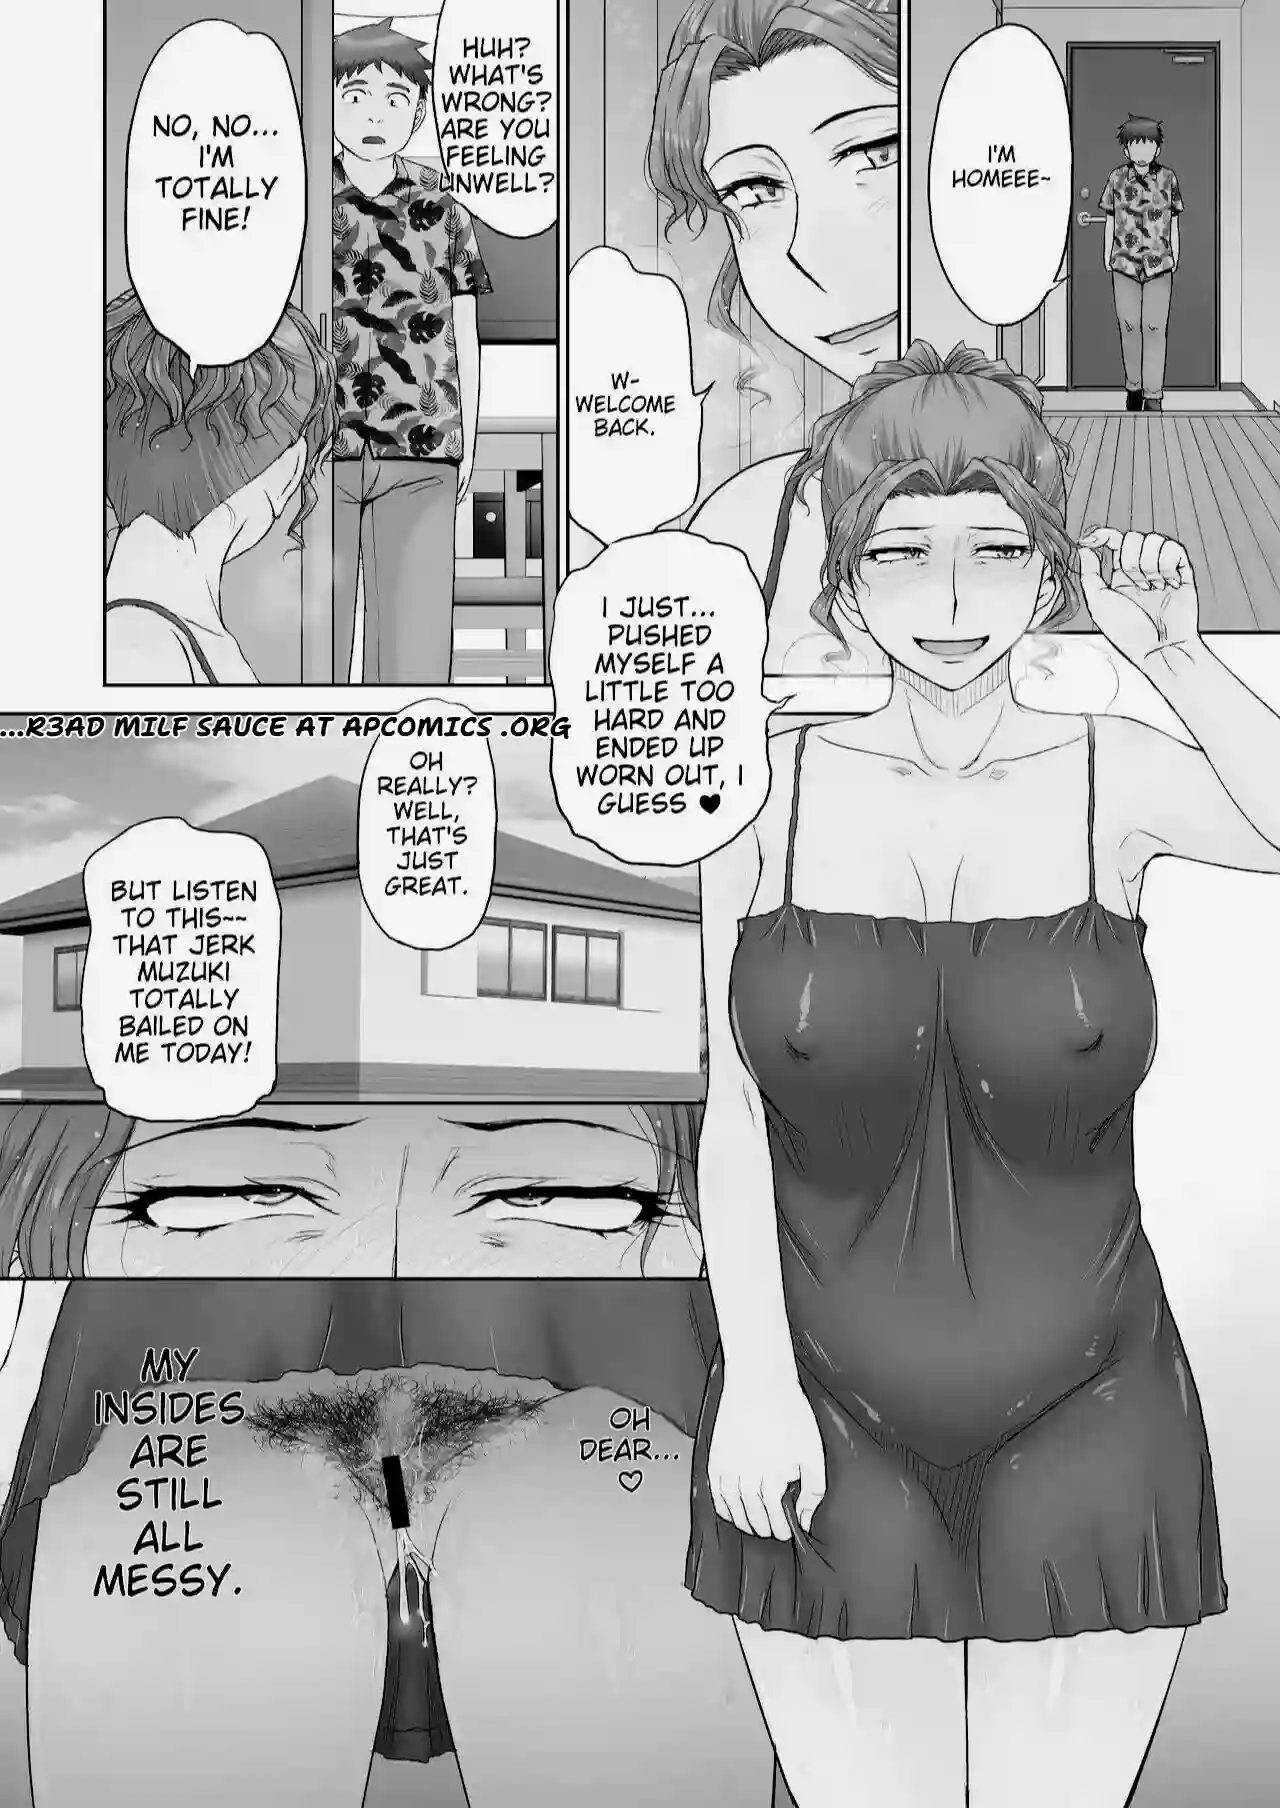 I'M
HOMEEE~
W-
WELCOME
BACK.
HUH?
WHAT'S
WRONG?
ARE YOU
FEELING
UNWELL?
NO, NO...
I'M
TOTALLY
FINE!
I JUST...
PUSHED
MYSELF A
LITTLE TOO
HARD AND
ENDED UP
WORN OUT, I
GUESS ♥
...R3AD MILF SAUCE AT APCOMICS .ORG
OH
REALLY?
WELL,
THAT'S
JUST
GREAT.
BUT LISTEN
TO THIS~~
THAT JERK
MUZUKI
TOTALLY
BAILED ON
ME TODAY!
OH
DEAR...
♡
MY
INSIDES
ARE
STILL
ALL
MESSY.